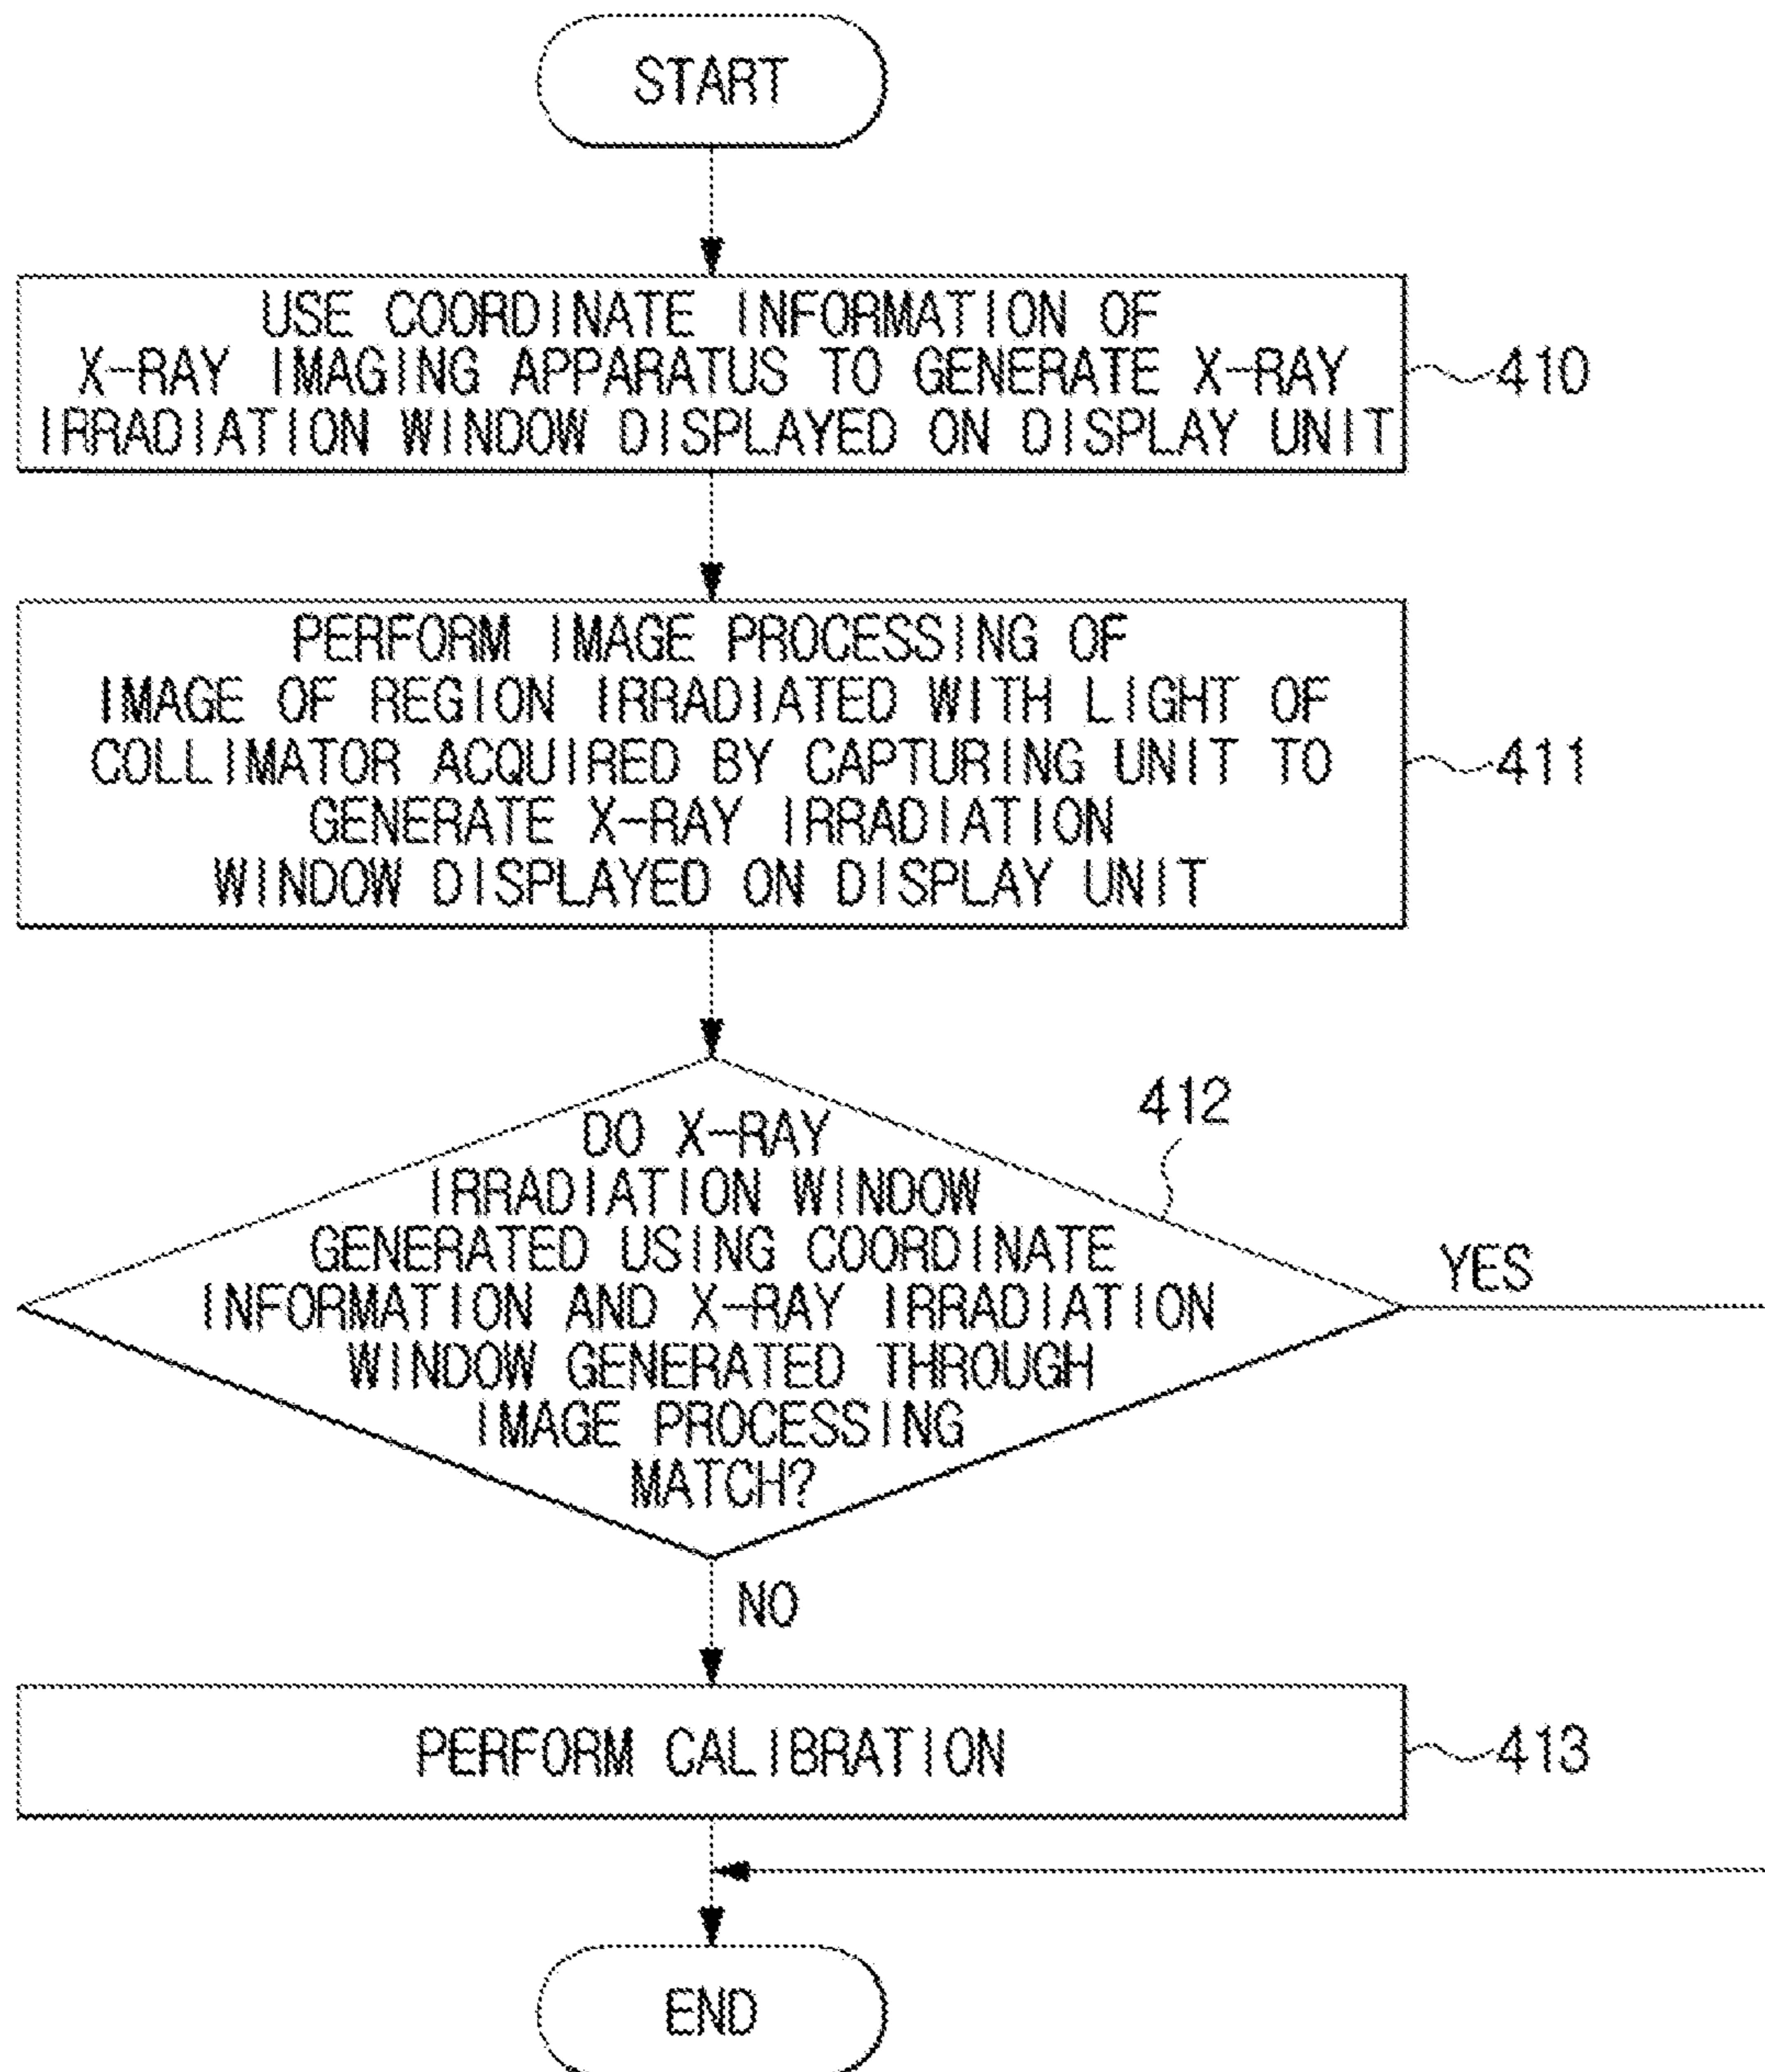 START
USE COORDINATE INFORMATION OF
X-RAY IMAGING APPARATUS TO GENERATE X-RAY
IRRADIATION WINDOW DISPLAYED ON DISPLAY UNIT
410
PERFORM IMAGE PROCESSING OF
IMAGE OF REGION IRRADIATED WITH LIGHT OF
COLLIMATOR ACQUIRED BY CAPTURING UNIT TO
GENERATE X-RAY IRRADIATION
WINDOW DISPLAYED ON DISPLAY UNIT
411
412
DO X-RAY
IRRADIATION WINDOW
GENERATED USING COORDINATE
INFORMATION AND X-RAY IRRADIATION
WINDOW GENERATED THROUGH
IMAGE PROCESSING
MATCH?
YES
NO
PERFORM CALIBRATION
413
END